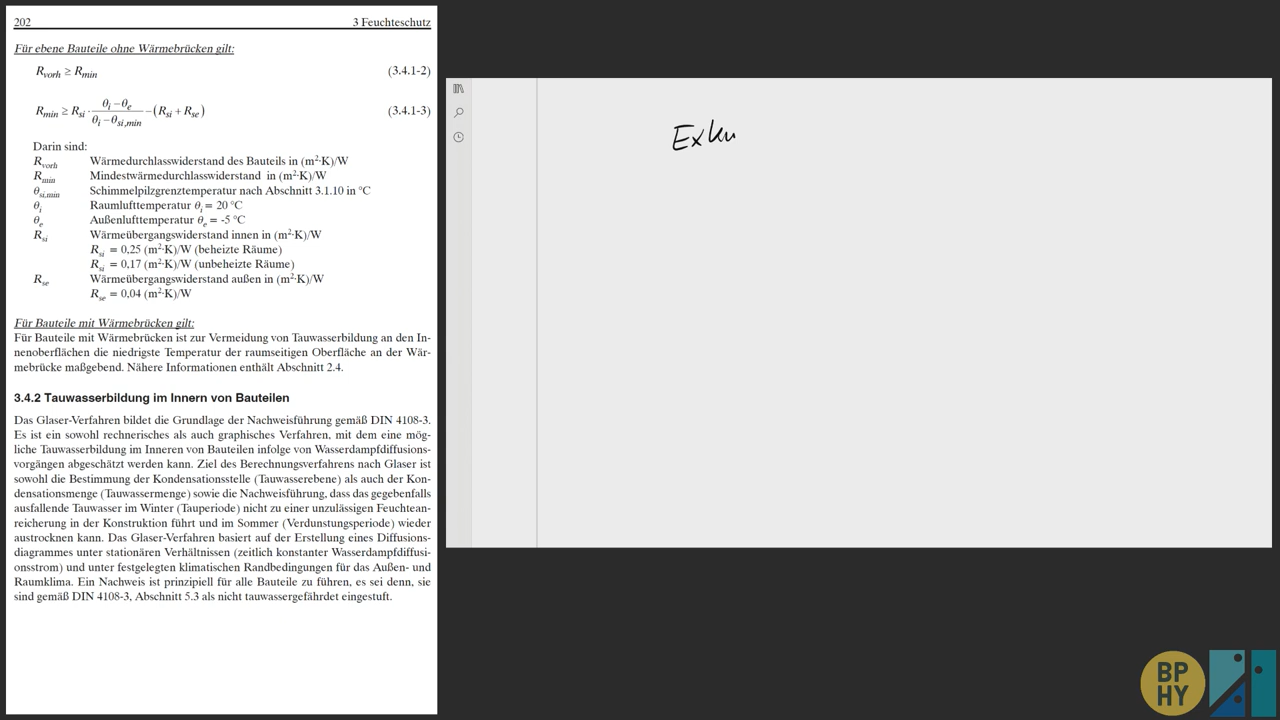 202 3 Feuchteschutz
Für ebene Bauteile ohne Wärmebrücken gilt:
R_vorh ≥ R_min (3.4.1-2)
R_min ≥ R_si · (θ_i − θ_e)/(θ_i − θ_si,min) − (R_si + R_se) (3.4.1-3)
Darin sind:
R_vorh Wärmedurchlasswiderstand des Bauteils in (m²·K)/W
R_min Mindestwärmedurchlasswiderstand in (m²·K)/W
θ_si,min Schimmelpilzgrenztemperatur nach Abschnitt 3.1.10 in °C
θ_i Raumlufttemperatur θ_i = 20 °C
θ_e Außenlufttemperatur θ_e = -5 °C
R_si Wärmeübergangswiderstand innen in (m²·K)/W
R_si = 0,25 (m²·K)/W (beheizte Räume)
R_si = 0,17 (m²·K)/W (unbeheizte Räume)
R_se Wärmeübergangswiderstand außen in (m²·K)/W
R_se = 0,04 (m²·K)/W
Für Bauteile mit Wärmebrücken gilt:
Für Bauteile mit Wärmebrücken ist zur Vermeidung von Tauwasserbildung an den In-
nenoberflächen die niedrigste Temperatur der raumseitigen Oberfläche an der Wär-
mebrücke maßgebend. Nähere Informationen enthält Abschnitt 2.4.
3.4.2 Tauwasserbildung im Innern von Bauteilen
Das Glaser-Verfahren bildet die Grundlage der Nachweisführung gemäß DIN 4108-3.
Es ist ein sowohl rechnerisches als auch graphisches Verfahren, mit dem eine mög-
liche Tauwasserbildung im Inneren von Bauteilen infolge von Wasserdampfdiffusions-
vorgängen abgeschätzt werden kann. Ziel des Berechnungsverfahrens nach Glaser ist
sowohl die Bestimmung der Kondensationsstelle (Tauwasserebene) als auch der Kon-
densationsmenge (Tauwassermenge) sowie die Nachweisführung, dass das gegebenfalls
ausfallende Tauwasser im Winter (Tauperiode) nicht zu einer unzulässigen Feuchtean-
reicherung in der Konstruktion führt und im Sommer (Verdunstungsperiode) wieder
austrocknen kann. Das Glaser-Verfahren basiert auf der Erstellung eines Diffusions-
diagrammes unter stationären Verhältnissen (zeitlich konstanter Wasserdampfdiffusi-
onsstrom) und unter festgelegten klimatischen Randbedingungen für das Außen- und
Raumklima. Ein Nachweis ist prinzipiell für alle Bauteile zu führen, es sei denn, sie
sind gemäß DIN 4108-3, Abschnitt 5.3 als nicht tauwassergefährdet eingestuft.
Exku
BP
HY